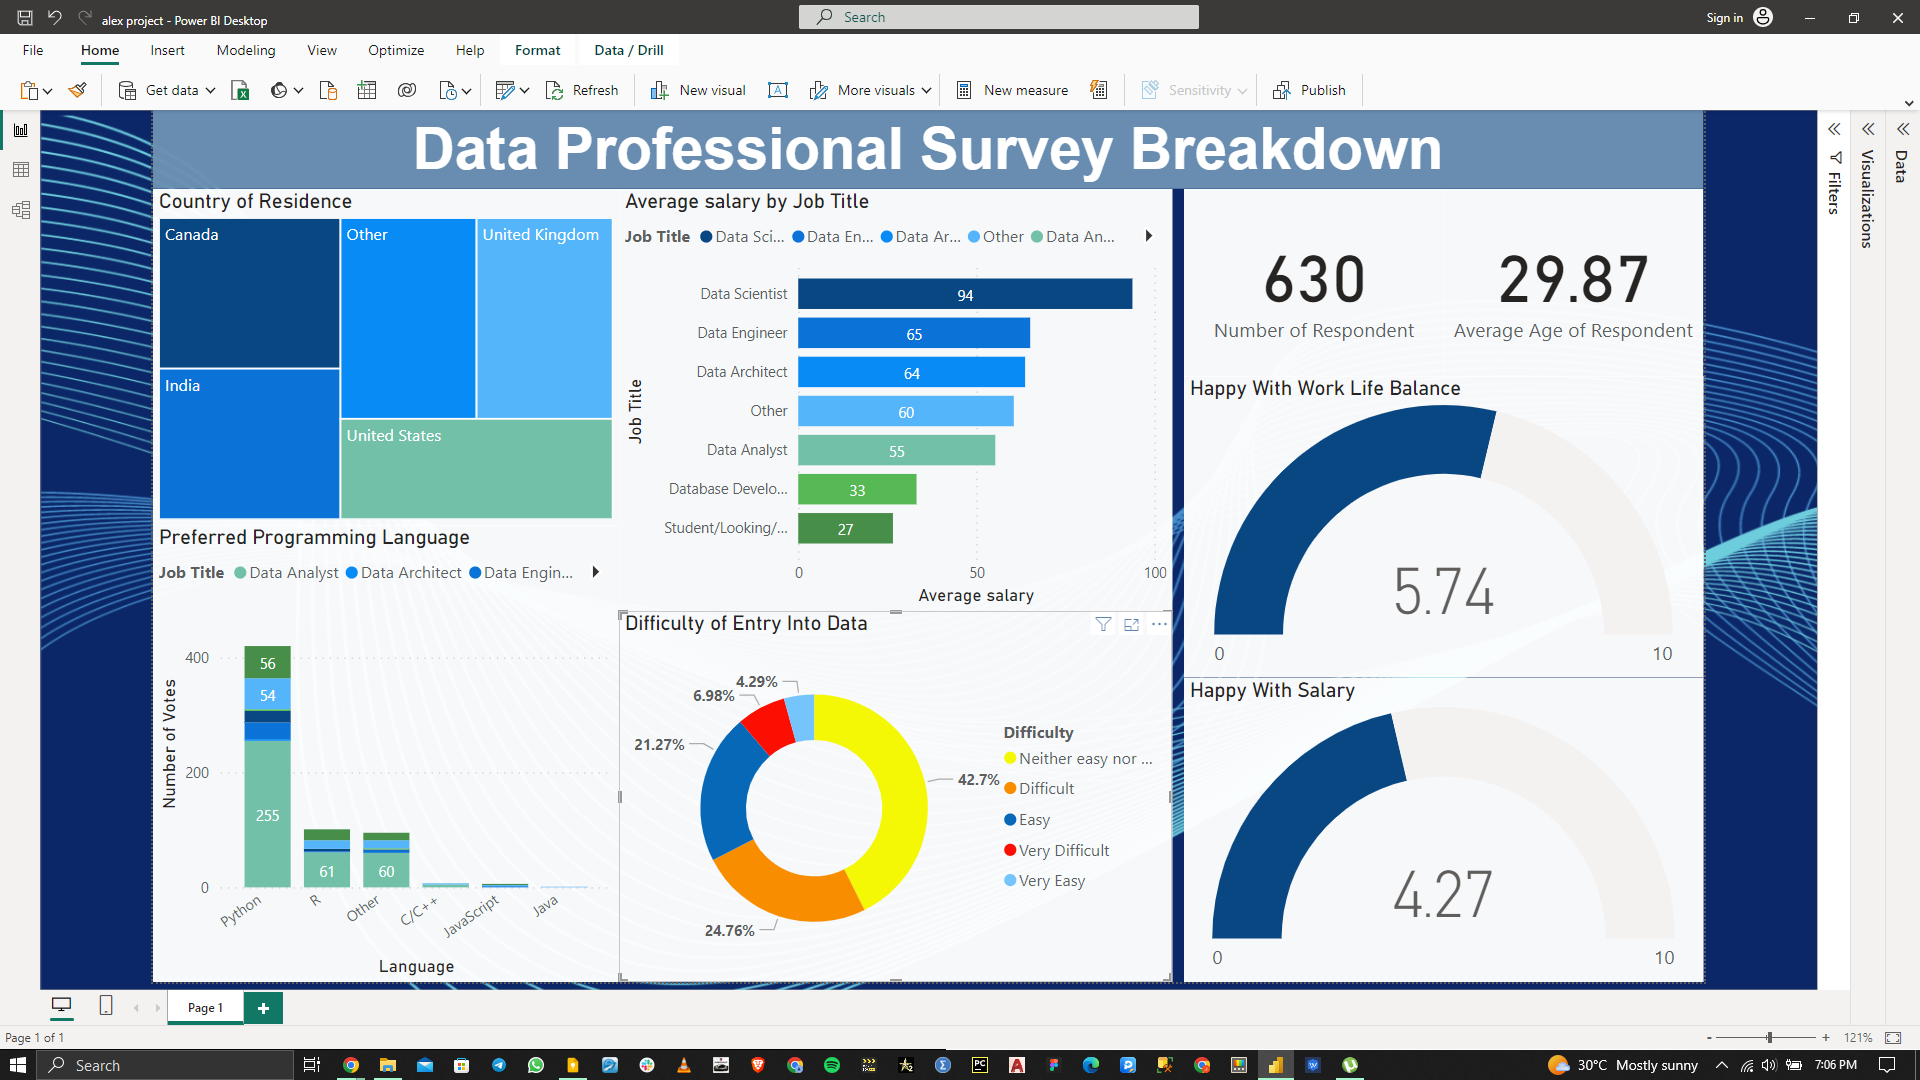 alex project - Power BI Desktop
Search
Sign in
File
Home
Insert
Modeling
View
Optimize
Help
Format
Data / Drill
Get data
Refresh
New visual
More visuals
New measure
Sensitivity
Publish
Data Professional Survey Breakdown
Country of Residence
Canada
Other
United Kingdom
India
United States
Average salary by Job Title
Job Title Data Sci... Data En... Data Ar... Other Data An...
Job Title
Data Scientist 94
Data Engineer 65
Data Architect 64
Other 60
Data Analyst 55
Database Develo... 33
Student/Looking/... 27
0 50 100
Average salary
630
Number of Respondent
29.87
Average Age of Respondent
Happy With Work Life Balance
5.74
0 10
Happy With Salary
4.27
0 10
Preferred Programming Language
Job Title Data Analyst Data Architect Data Engin...
Number of Votes
400
200
0
56
54
255
61
60
Python
R
Other
C/C++
JavaScript
Java
Language
Difficulty of Entry Into Data
4.29%
6.98%
21.27%
42.7%
24.76%
Difficulty
Neither easy nor ...
Difficult
Easy
Very Difficult
Very Easy
Filters
Visualizations
Data
Page 1
Page 1 of 1
- + 121%
Search
30°C Mostly sunny
7:06 PM